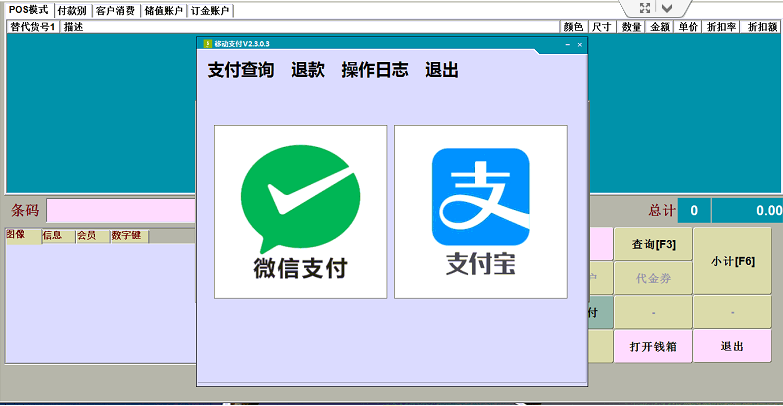 POS模式 付款别 客户消费 储值账户 订金账户
替代货号1 描述 颜色 尺寸 数量 金额 单价 折扣率 折扣额
移动支付V2.3.0.3
支付查询 退款 操作日志 退出
支
微信支付 支付宝
条码 总计 0 0.00
图像 信息 会员 数字键
查询[F3] 小计[F6]
户 代金券
付 - -
打开钱箱 退出